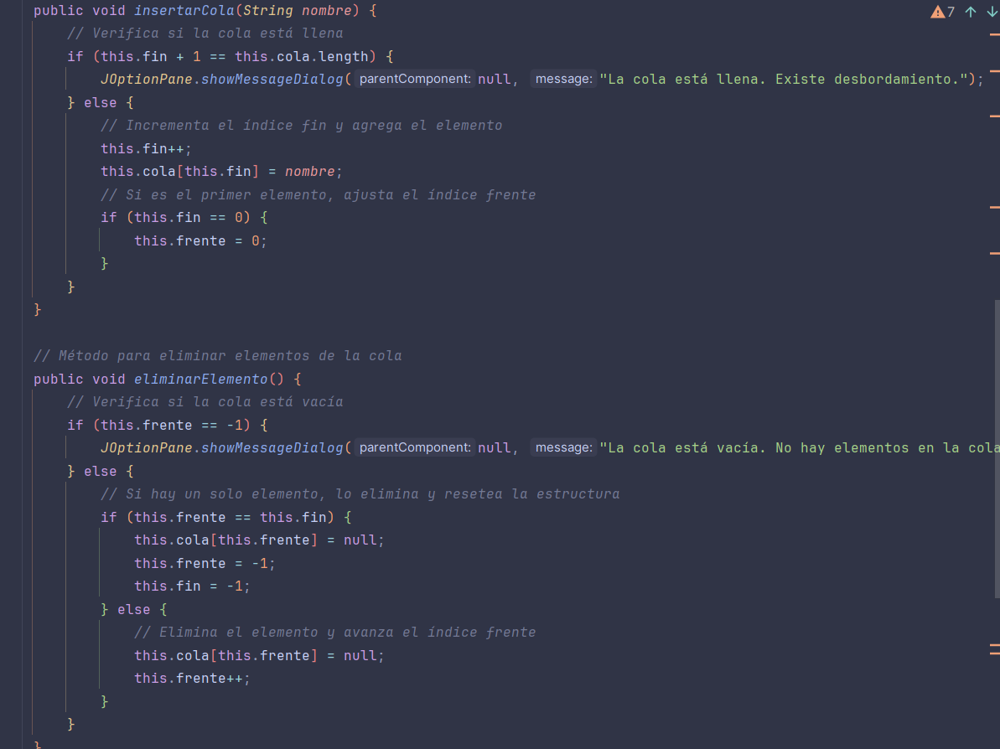 public void insertarCola(String nombre) {
7
// Verifica si la cola está llena
if (this.fin + 1 == this.cola.length) {
JOptionPane.showMessageDialog( parentComponent: null, message: "La cola está llena. Existe desbordamiento.");
} else {
// Incrementa el índice fin y agrega el elemento
this.fin++;
this.cola[this.fin] = nombre;
// Si es el primer elemento, ajusta el índice frente
if (this.fin == 0) {
this.frente = 0;
}
}
}
// Método para eliminar elementos de la cola
public void eliminarElemento() {
// Verifica si la cola está vacía
if (this.frente == -1) {
JOptionPane.showMessageDialog( parentComponent: null, message: "La cola está vacía. No hay elementos en la cola
} else {
// Si hay un solo elemento, lo elimina y resetea la estructura
if (this.frente == this.fin) {
this.cola[this.frente] = null;
this.frente = -1;
this.fin = -1;
} else {
// Elimina el elemento y avanza el índice frente
this.cola[this.frente] = null;
this.frente++;
}
}
}